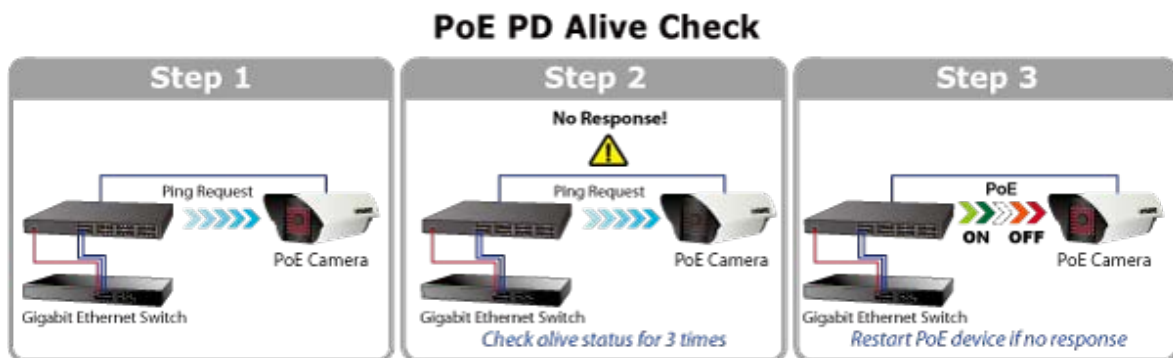 PoE PD Alive Check
Step 1
Ping Request
PoE Camera
Gigabit Ethernet Switch
Step 2
No Response!
Ping Request
PoE Camera
Gigabit Ethernet Switch
Check alive status for 3 times
Step 3
PoE
ON OFF
PoE Camera
Gigabit Ethernet Switch
Restart PoE device if no response